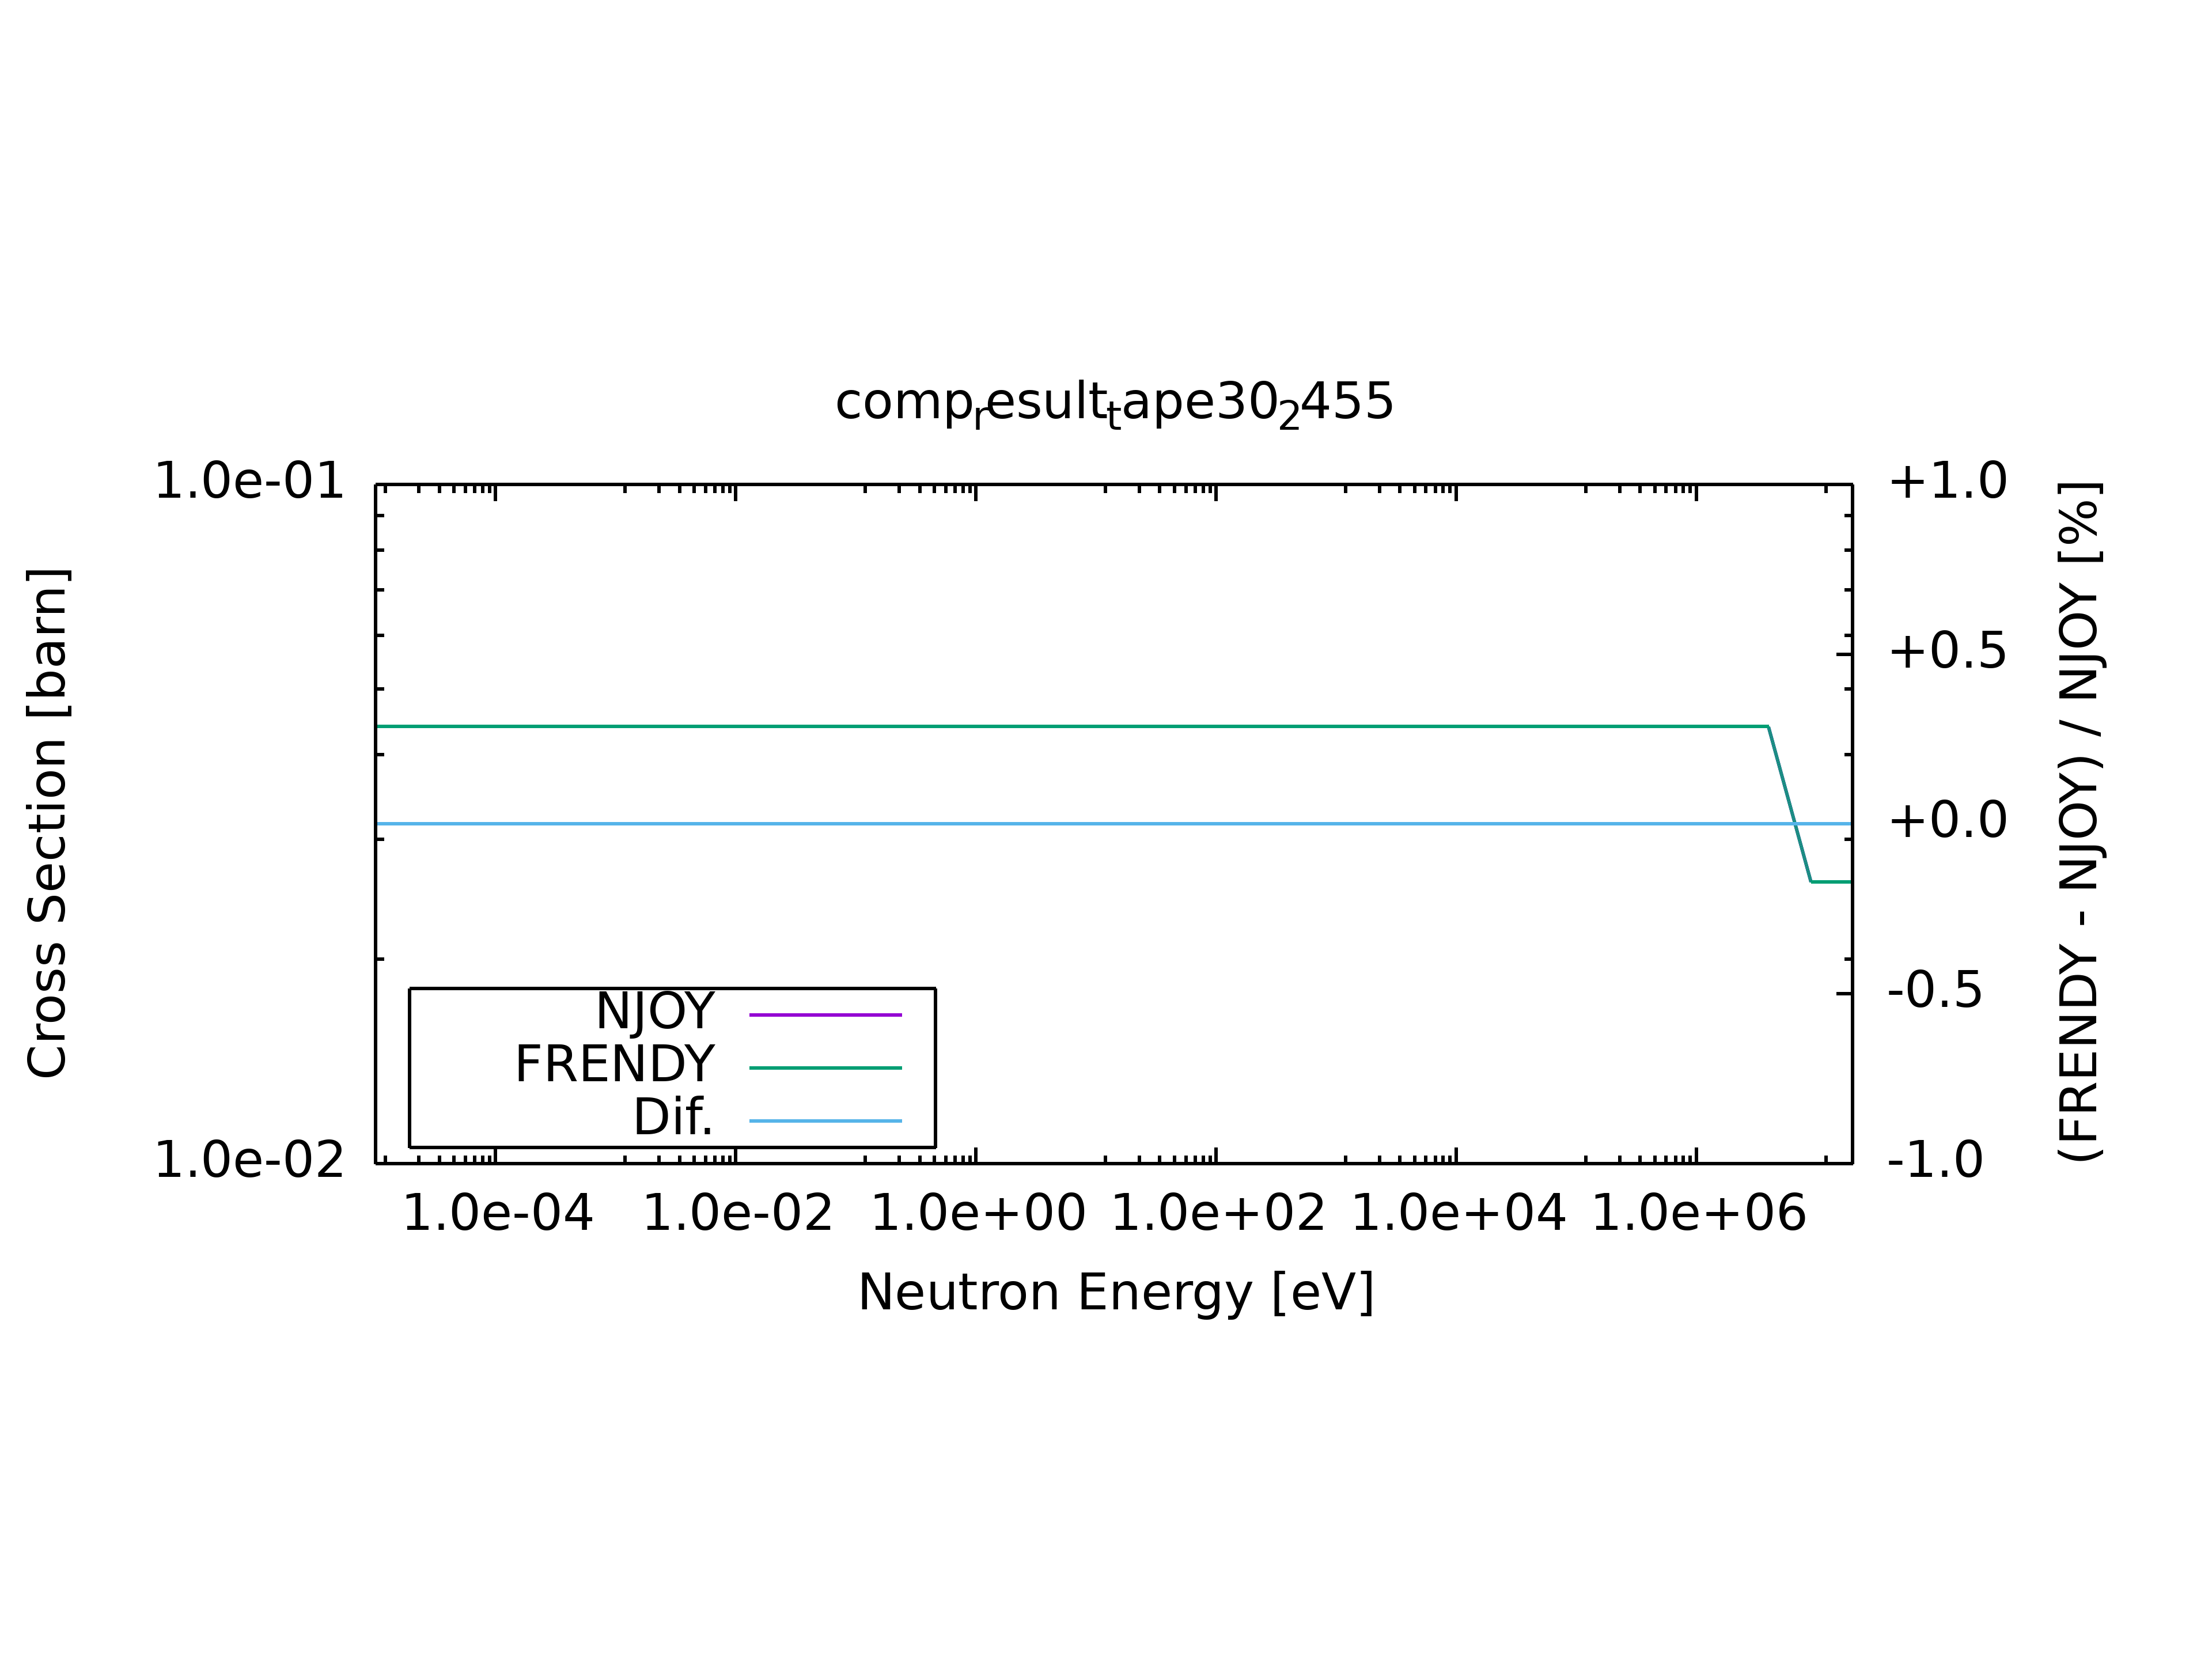 comp_result_tape30_2455
1.0e-01
+1.0
+0.5
+0.0
-0.5
1.0e-02
-1.0
Cross Section [barn]
(FRENDY - NJOY) / NJOY [%]
NJOY
FRENDY
Dif.
1.0e-04 1.0e-02 1.0e+00 1.0e+02 1.0e+04 1.0e+06
Neutron Energy [eV]